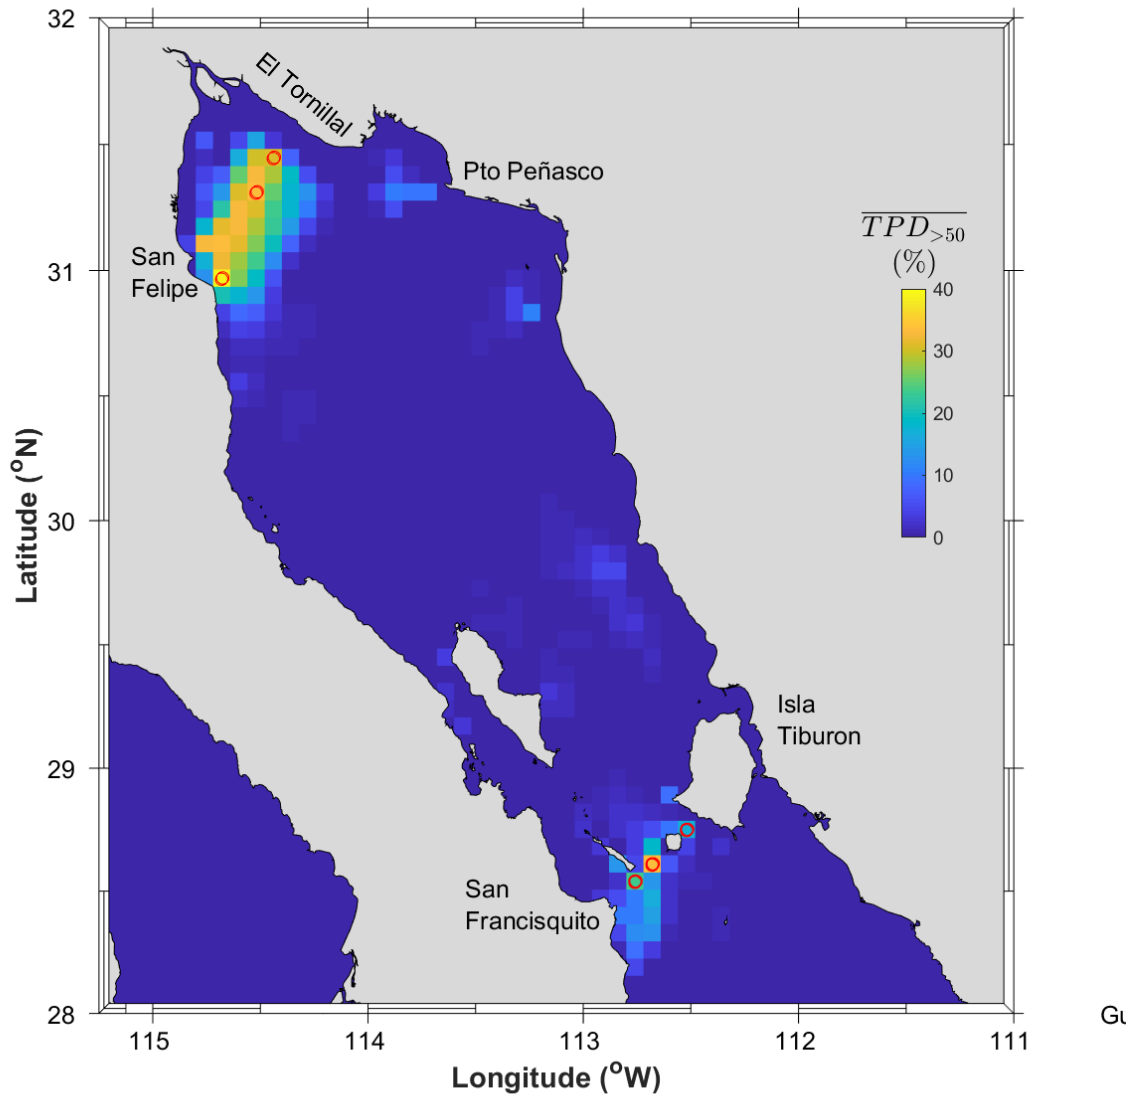 32
El Tornillal
Pto Peñasco
TPD>50
(%)
San
Felipe
31
40
30
20
10
0
30
Latitude (°N)
Isla
Tiburon
29
San
Francisquito
28
Gu
115 114 113 112 111
Longitude (°W)